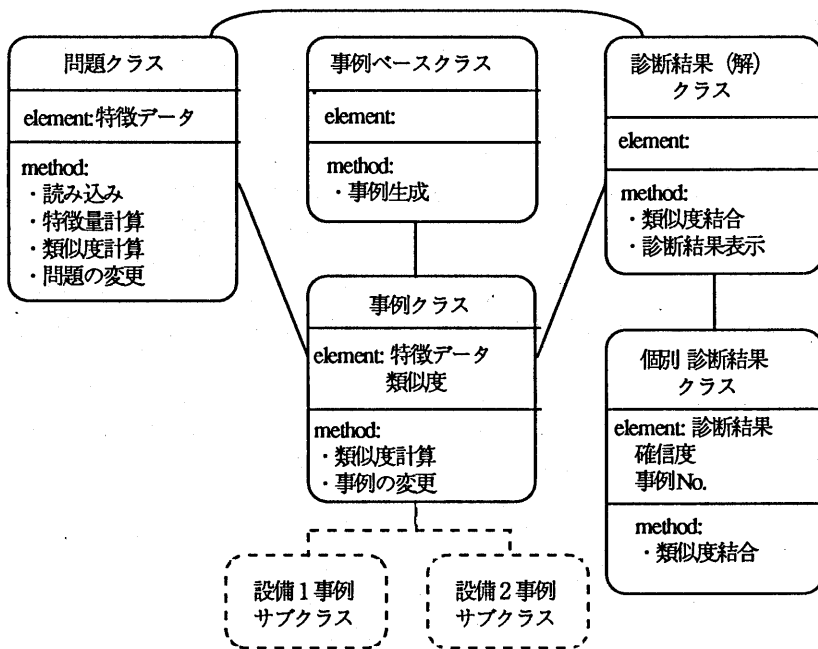 問題クラス
element:特徴データ
method:
・読み込み
・特徴量計算
・類似度計算
・問題の変更
事例ベースクラス
element:
method:
・事例生成
診断結果（解）
クラス
element:
method:
・類似度結合
・診断結果表示
事例クラス
element: 特徴データ
類似度
method:
・類似度計算
・事例の変更
個別 診断結果
クラス
element: 診断結果
確信度
事例No.
method:
・類似度結合
設備１事例
サブクラス
設備２事例
サブクラス